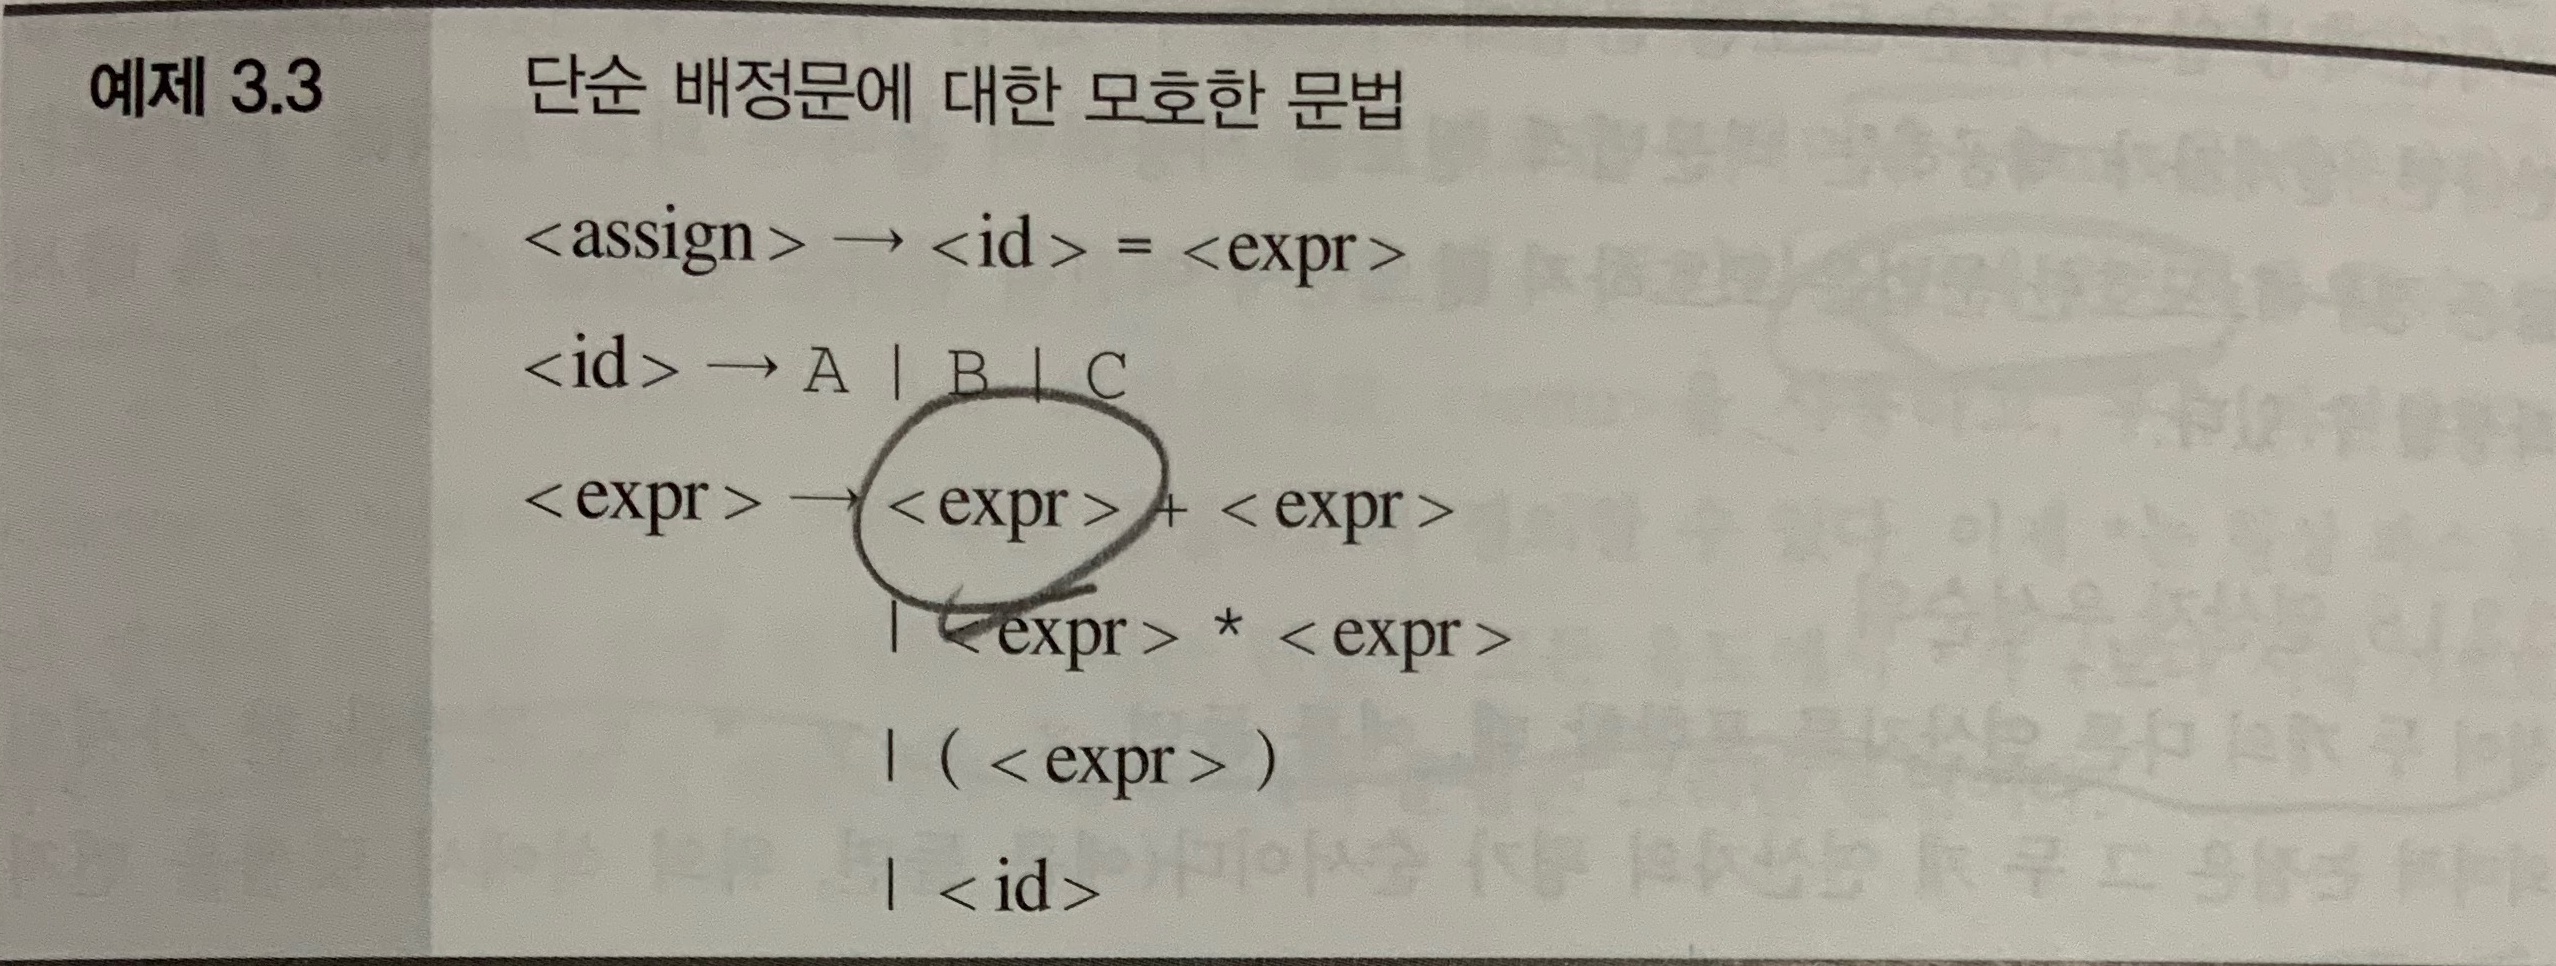 예제 3.3
단순 배정문에 대한 모호한 문법
<assign> → <id> = <expr>
<id> → A | B | C
<expr> → <expr> + <expr>
| <expr> * <expr>
| ( <expr> )
| <id>